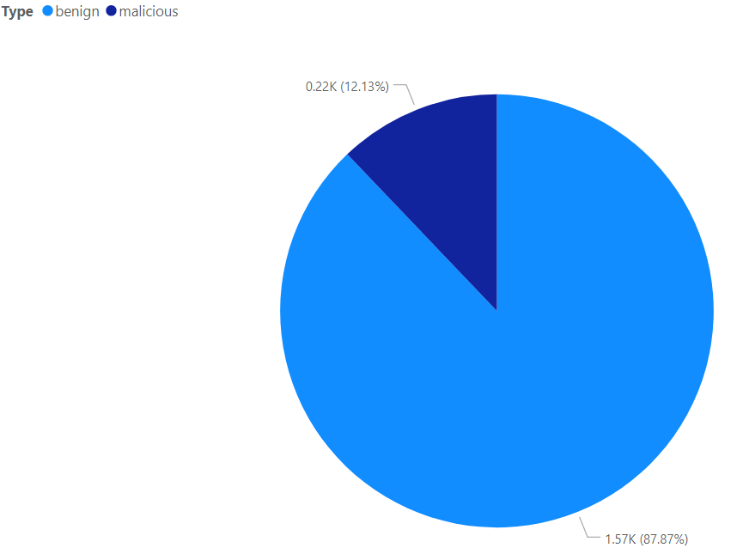 Type benign malicious
0.22K (12.13%)
1.57K (87.87%)